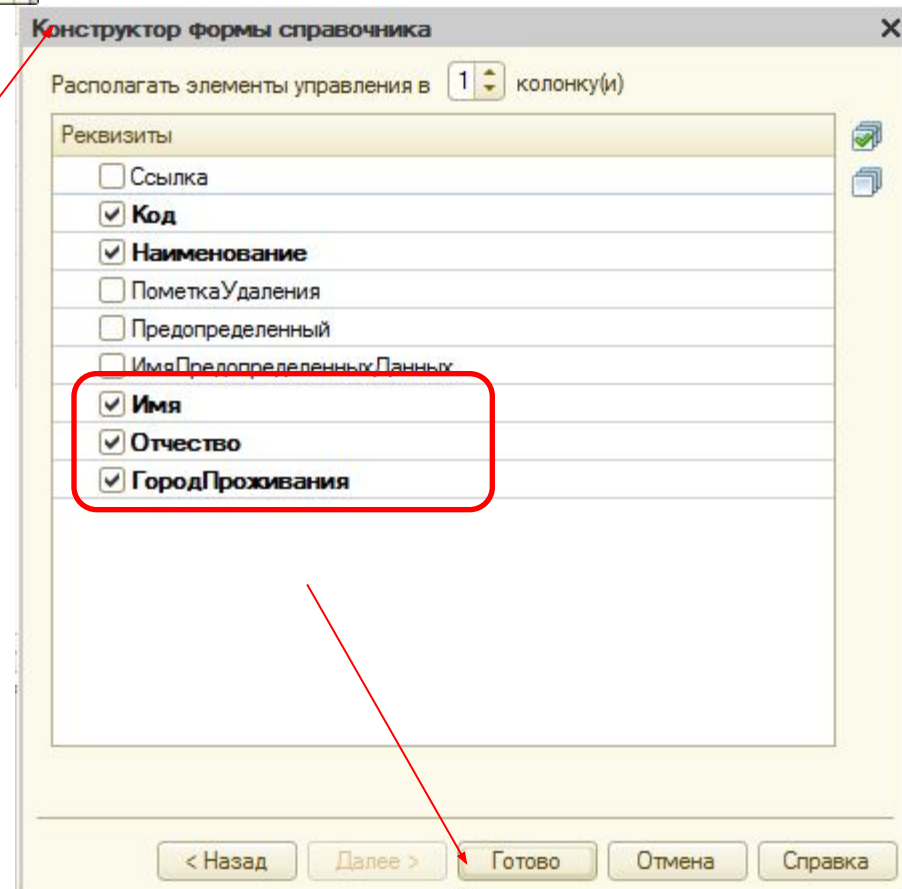 Конструктор формы справочника
Располагать элементы управления в 1 колонку(и)
Реквизиты
Ссылка
Код
Наименование
ПометкаУдаления
Предопределенный
ИмяПредопределенныхДанных
Имя
Отчество
ГородПроживания
< Назад Далее > Готово Отмена Справка